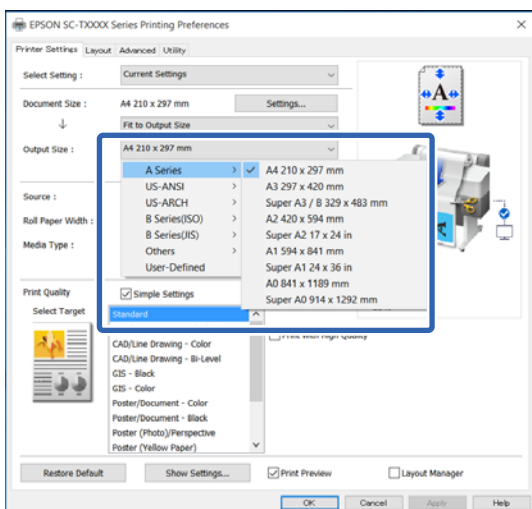 EPSON SC-TXXXX Series Printing Preferences
Printer Settings Layout Advanced Utility
Select Setting : Current Settings
Document Size : A4 210 x 297 mm Settings...
Fit to Output Size
Output Size : A4 210 x 297 mm
A Series
US-ANSI
US-ARCH
B Series(ISO)
B Series(JIS)
Others
User-Defined
A4 210 x 297 mm
A3 297 x 420 mm
Super A3 / B 329 x 483 mm
A2 420 x 594 mm
Super A2 17 x 24 in
A1 594 x 841 mm
Super A1 24 x 36 in
A0 841 x 1189 mm
Super A0 914 x 1292 mm
Source :
Roll Paper Width :
Media Type :
Print Quality Simple Settings
Select Target
Standard
CAD/Line Drawing - Color
CAD/Line Drawing - Bi-Level
GIS - Black
GIS - Color
Poster/Document - Color
Poster/Document - Black
Poster (Photo)/Perspective
Poster (Yellow Paper)
Print with High Quality
Restore Default Show Settings... Print Preview Layout Manager
OK Cancel Apply Help